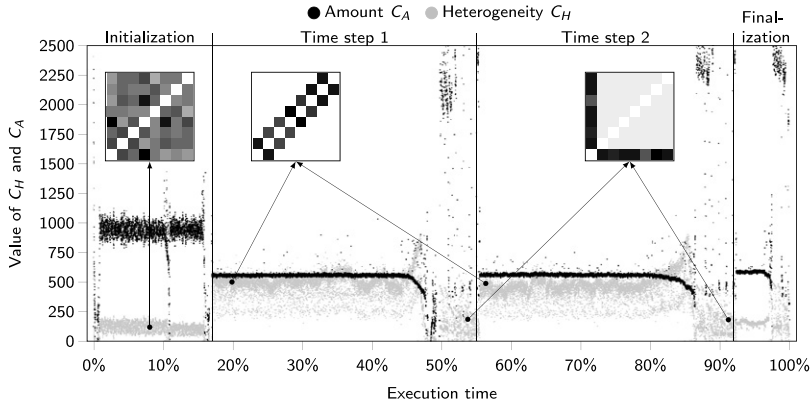 Amount C_A Heterogeneity C_H
Initialization Time step 1 Time step 2 Final-
ization
Value of C_H and C_A
2500
2250
2000
1750
1500
1250
1000
750
500
250
0
0% 10% 20% 30% 40% 50% 60% 70% 80% 90% 100%
Execution time